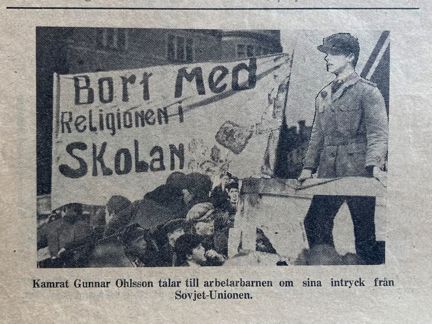 Bort Med
Religionen i
Skolan
Kamrat Gunnar Ohlsson talar till arbetarbarnen om sina intryck från
Sovjet-Unionen.